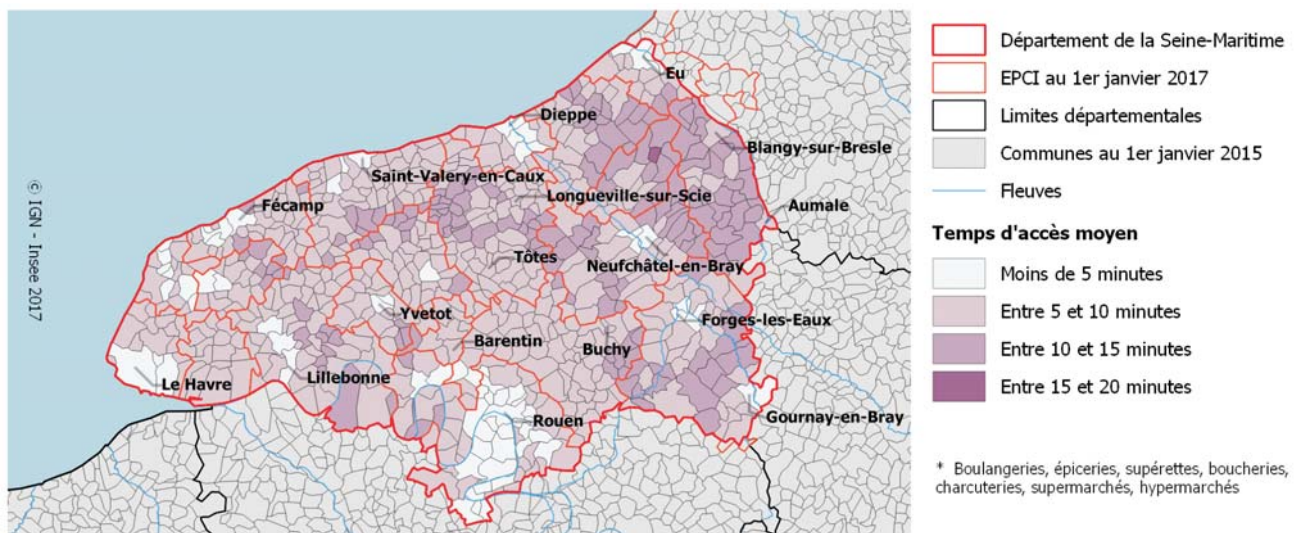 Eu
Dieppe
Blangy-sur-Bresle
Saint-Valery-en-Caux
Longueville-sur-Scie
Fécamp
Aumale
Tôtes
Neufchâtel-en-Bray
Yvetot
Forges-les-Eaux
Barentin
Buchy
Le Havre
Lillebonne
Rouen
Gournay-en-Bray
© IGN - Insee 2017
Département de la Seine-Maritime
EPCI au 1er janvier 2017
Limites départementales
Communes au 1er janvier 2015
Fleuves
Temps d'accès moyen
Moins de 5 minutes
Entre 5 et 10 minutes
Entre 10 et 15 minutes
Entre 15 et 20 minutes
* Boulangeries, épiceries, supérettes, boucheries,
charcuteries, supermarchés, hypermarchés